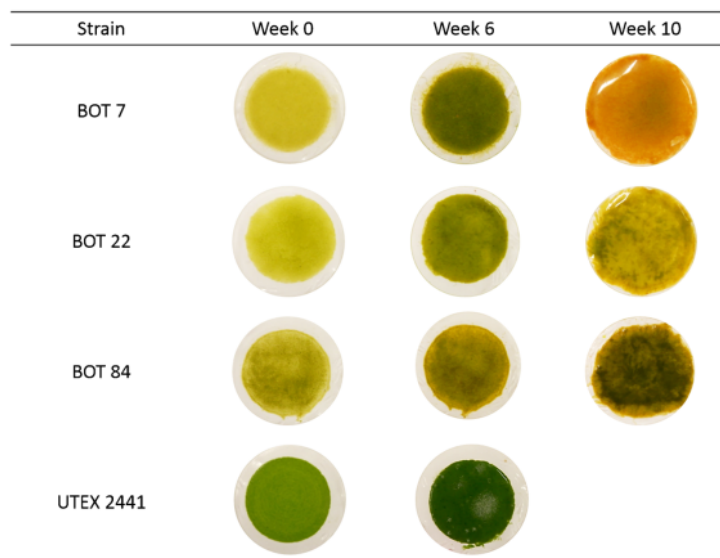 Strain Week 0 Week 6 Week 10
BOT 7
BOT 22
BOT 84
UTEX 2441